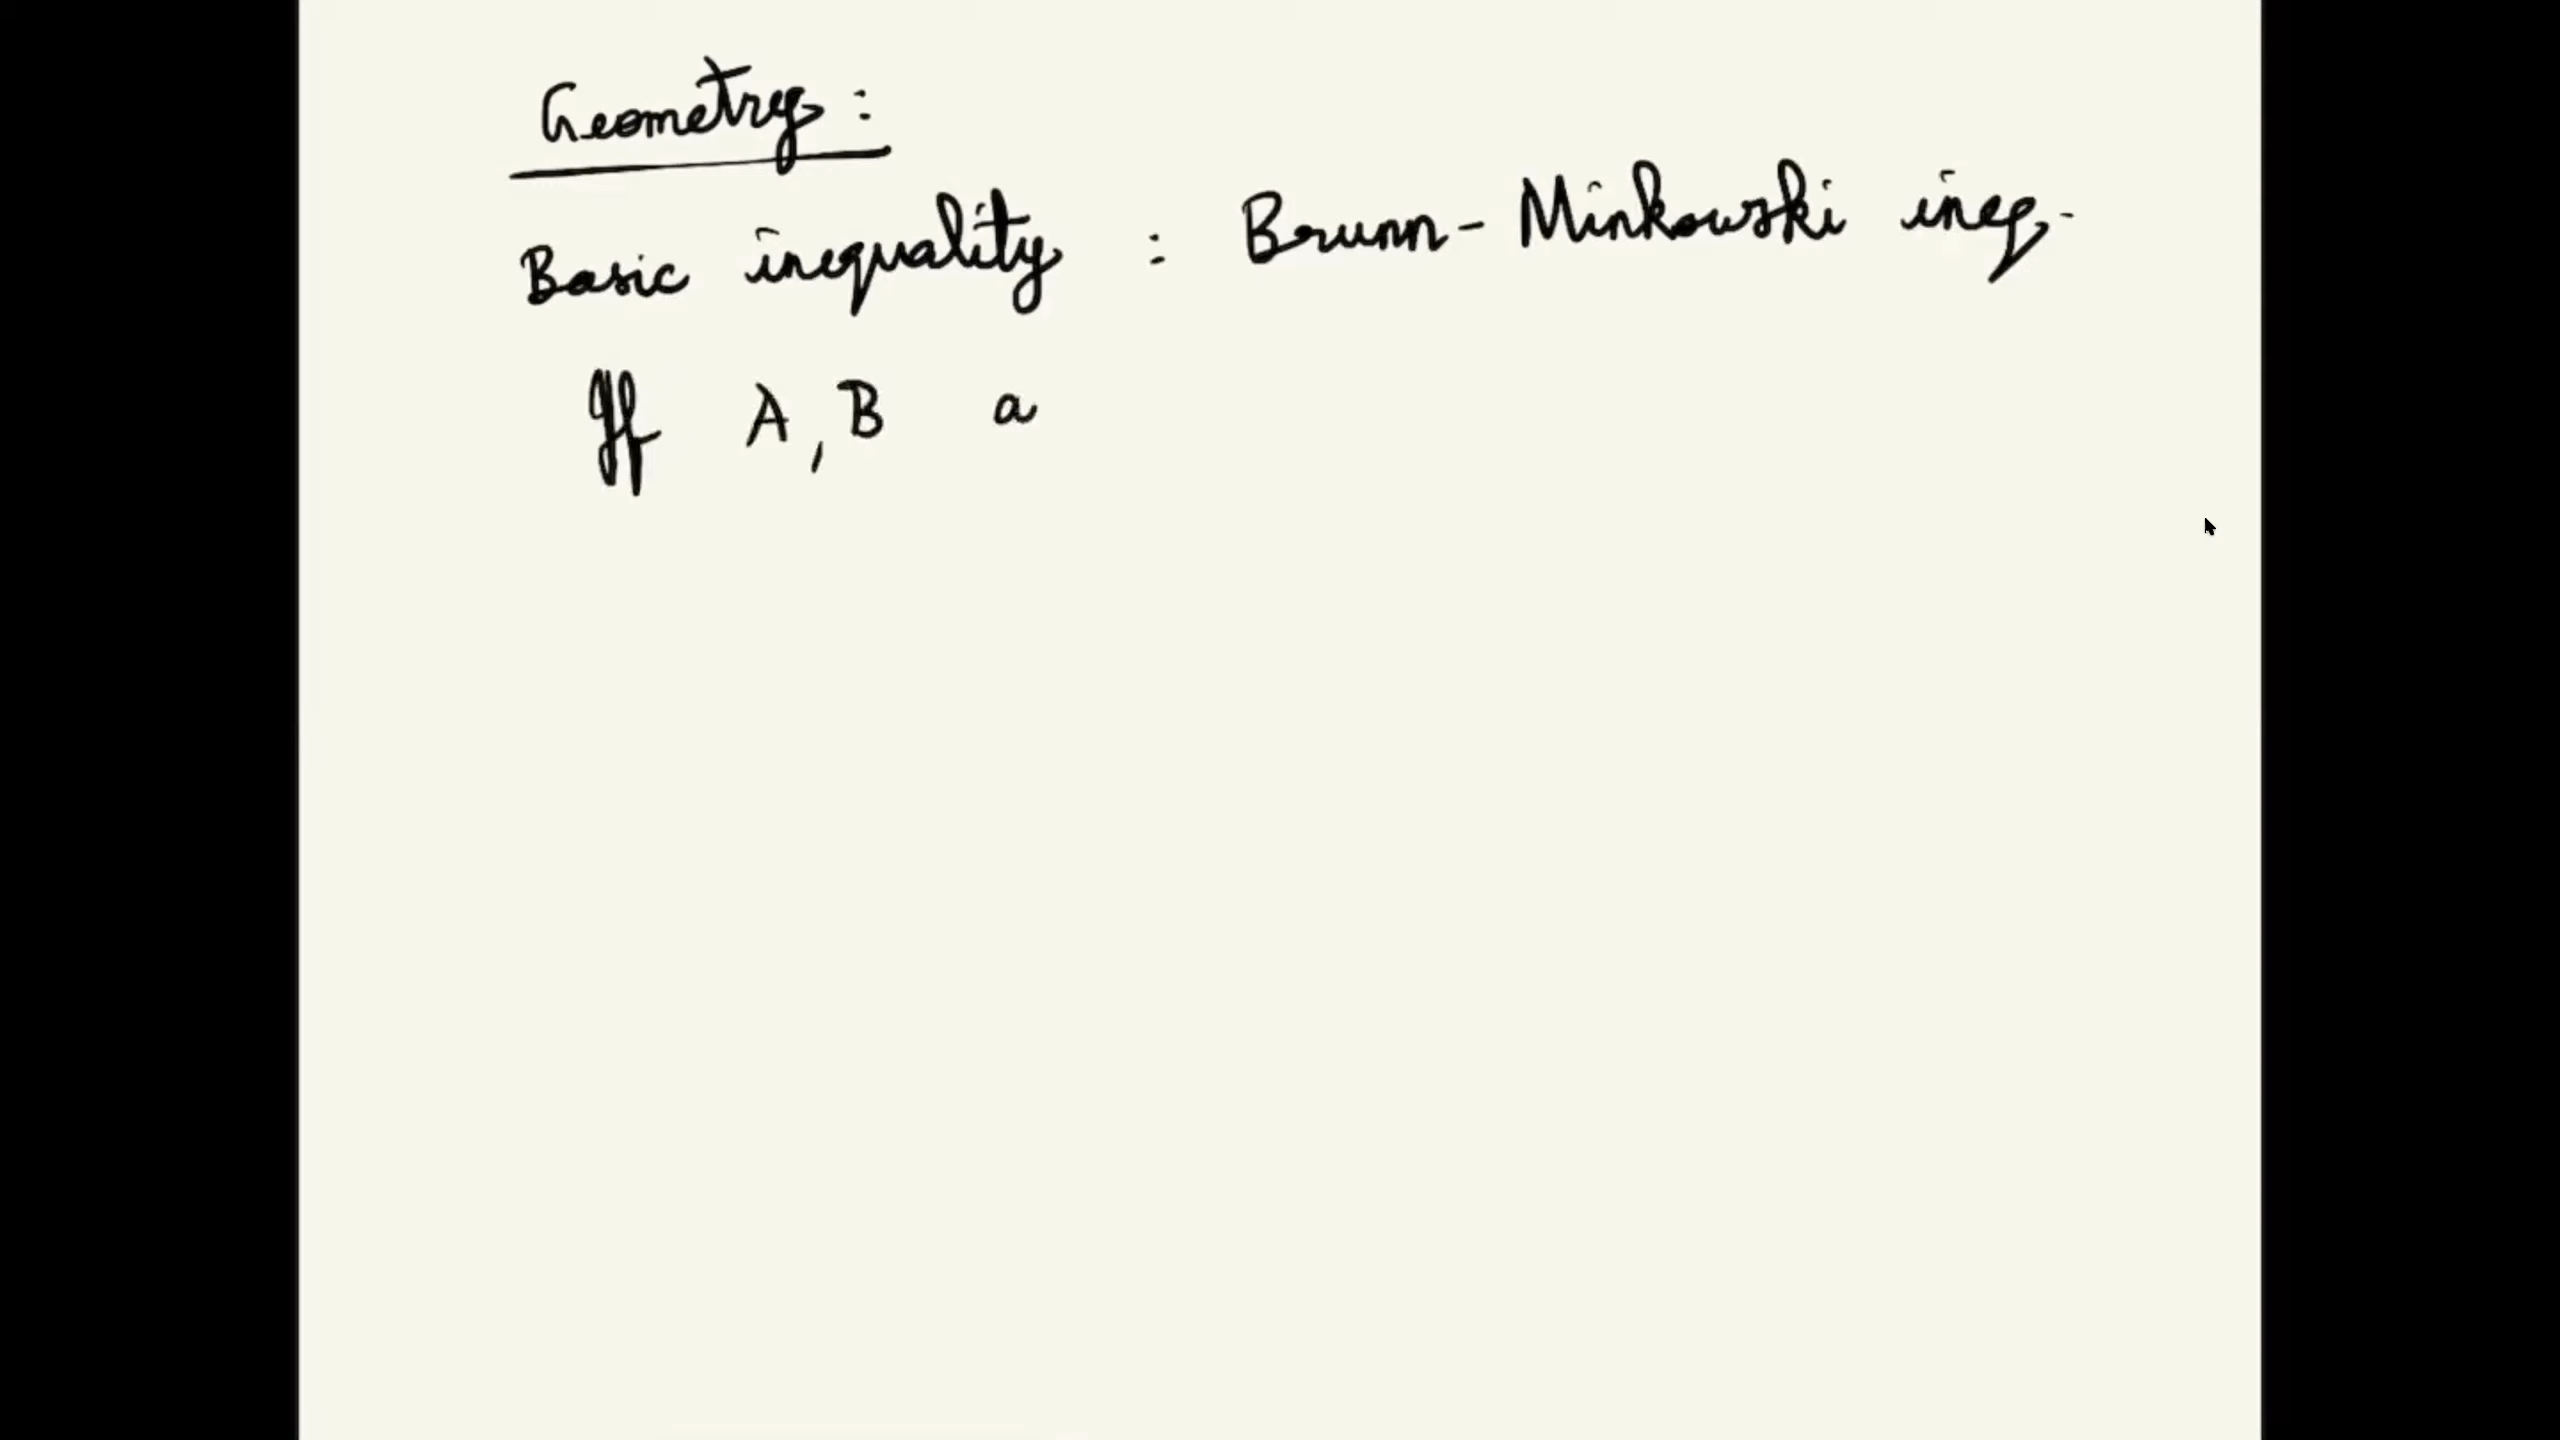 Geometry :
Basic inequality : Brunn-Minkowski ineq.
If A, B a